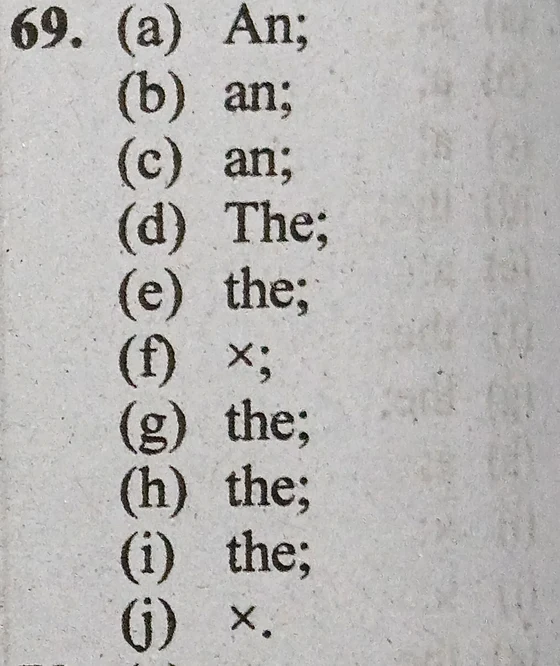 69. (a) An;
(b) an;
(c) an;
(d) The;
(e) the;
(f) ×;
(g) the;
(h) the;
(i) the;
(j) ×.